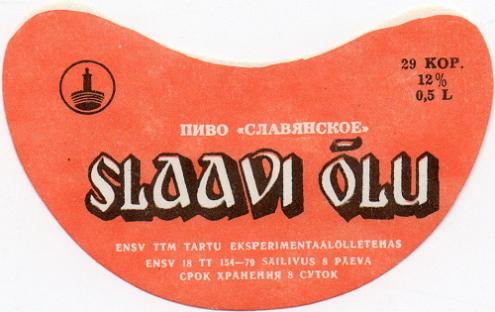 29 КОР.
12%
0,5 L
ПИВО «СЛАВЯНСКОЕ»
SLAAVI ÕLU
ENSV TTM TARTU EKSPERIMENTAALÕLLETEHAS
ENSV 18 TT 154—79 SÄILIVUS 8 PÄEVA
СРОК ХРАНЕНИЯ 8 СУТОК